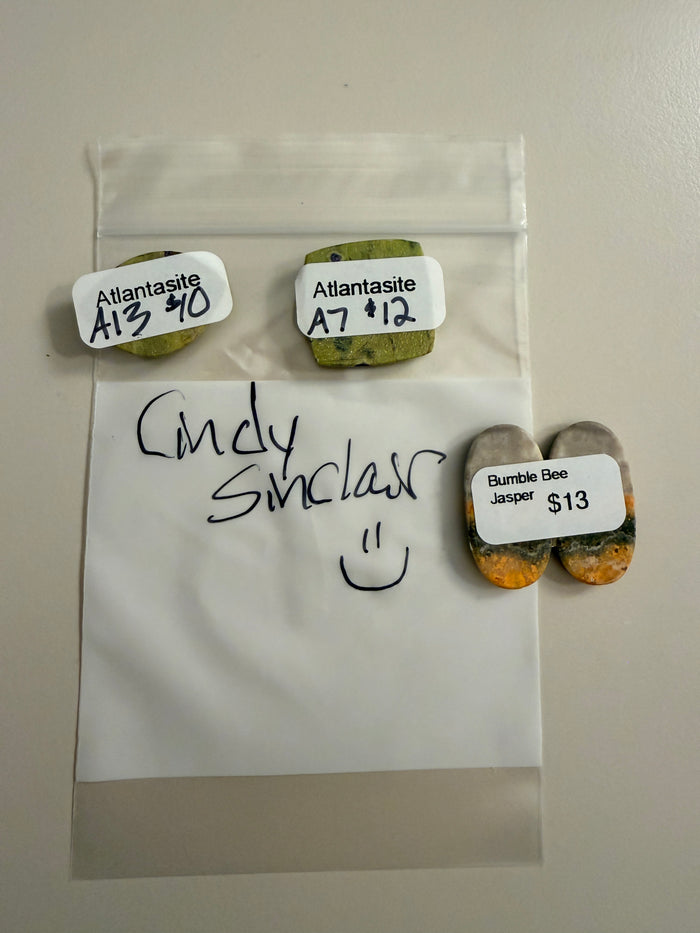 Atlantasite
A13 $10
Atlantasite
A7 $12
Cindy
Sinclair
Bumble Bee
Jasper $13